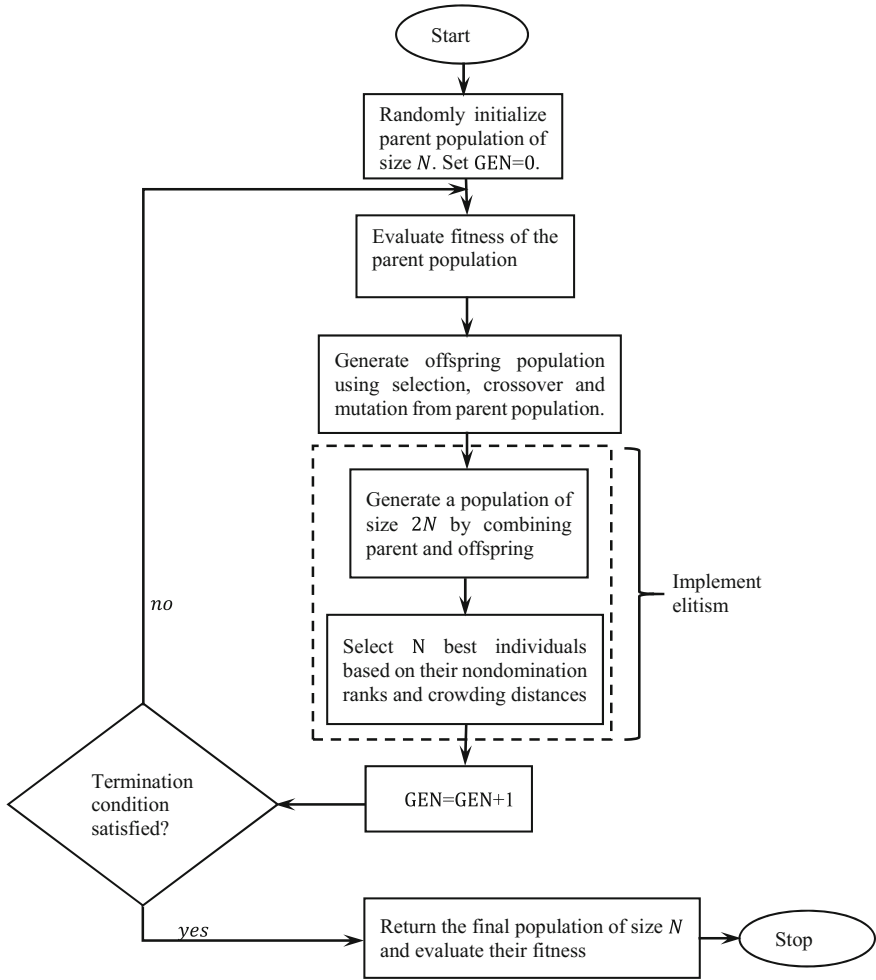 Start
Randomly initialize
parent population of
size N. Set GEN=0.
Evaluate fitness of the
parent population
Generate offspring population
using selection, crossover and
mutation from parent population.
Generate a population of
size 2N by combining
parent and offspring
Implement
elitism
Select N best individuals
based on their nondomination
ranks and crowding distances
no
GEN=GEN+1
Termination
condition
satisfied?
yes
Return the final population of size N
and evaluate their fitness
Stop